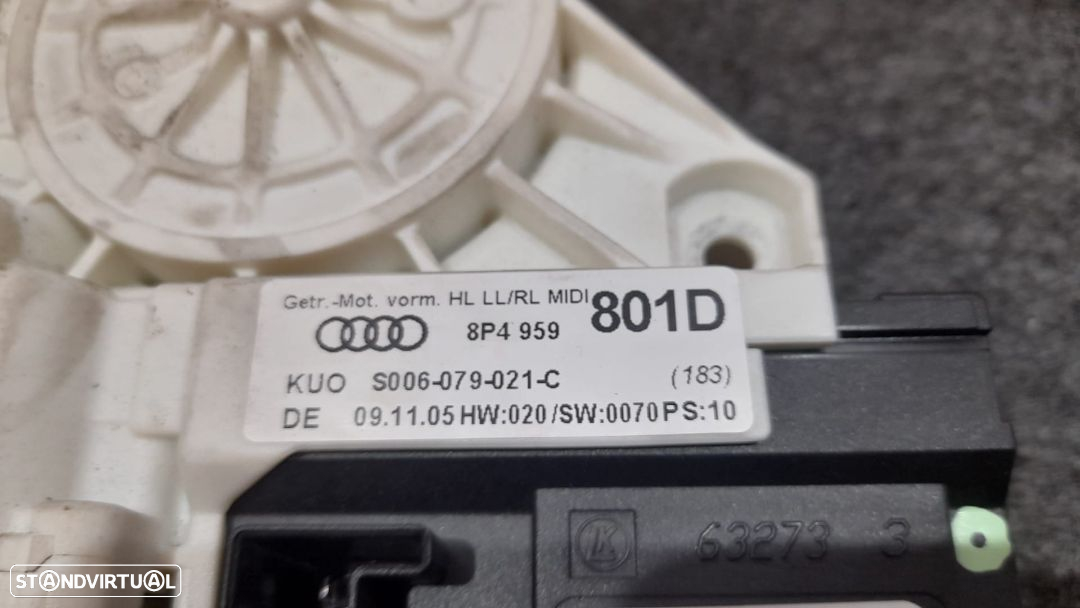 Getr.-Mot. vorm. HL LL/RL MIDI
8P4 959 801D
KUO S006-079-021-C (183)
DE 09.11.05 HW:020/SW:0070 PS:10
K 63273 3
STANDVIRTUAL